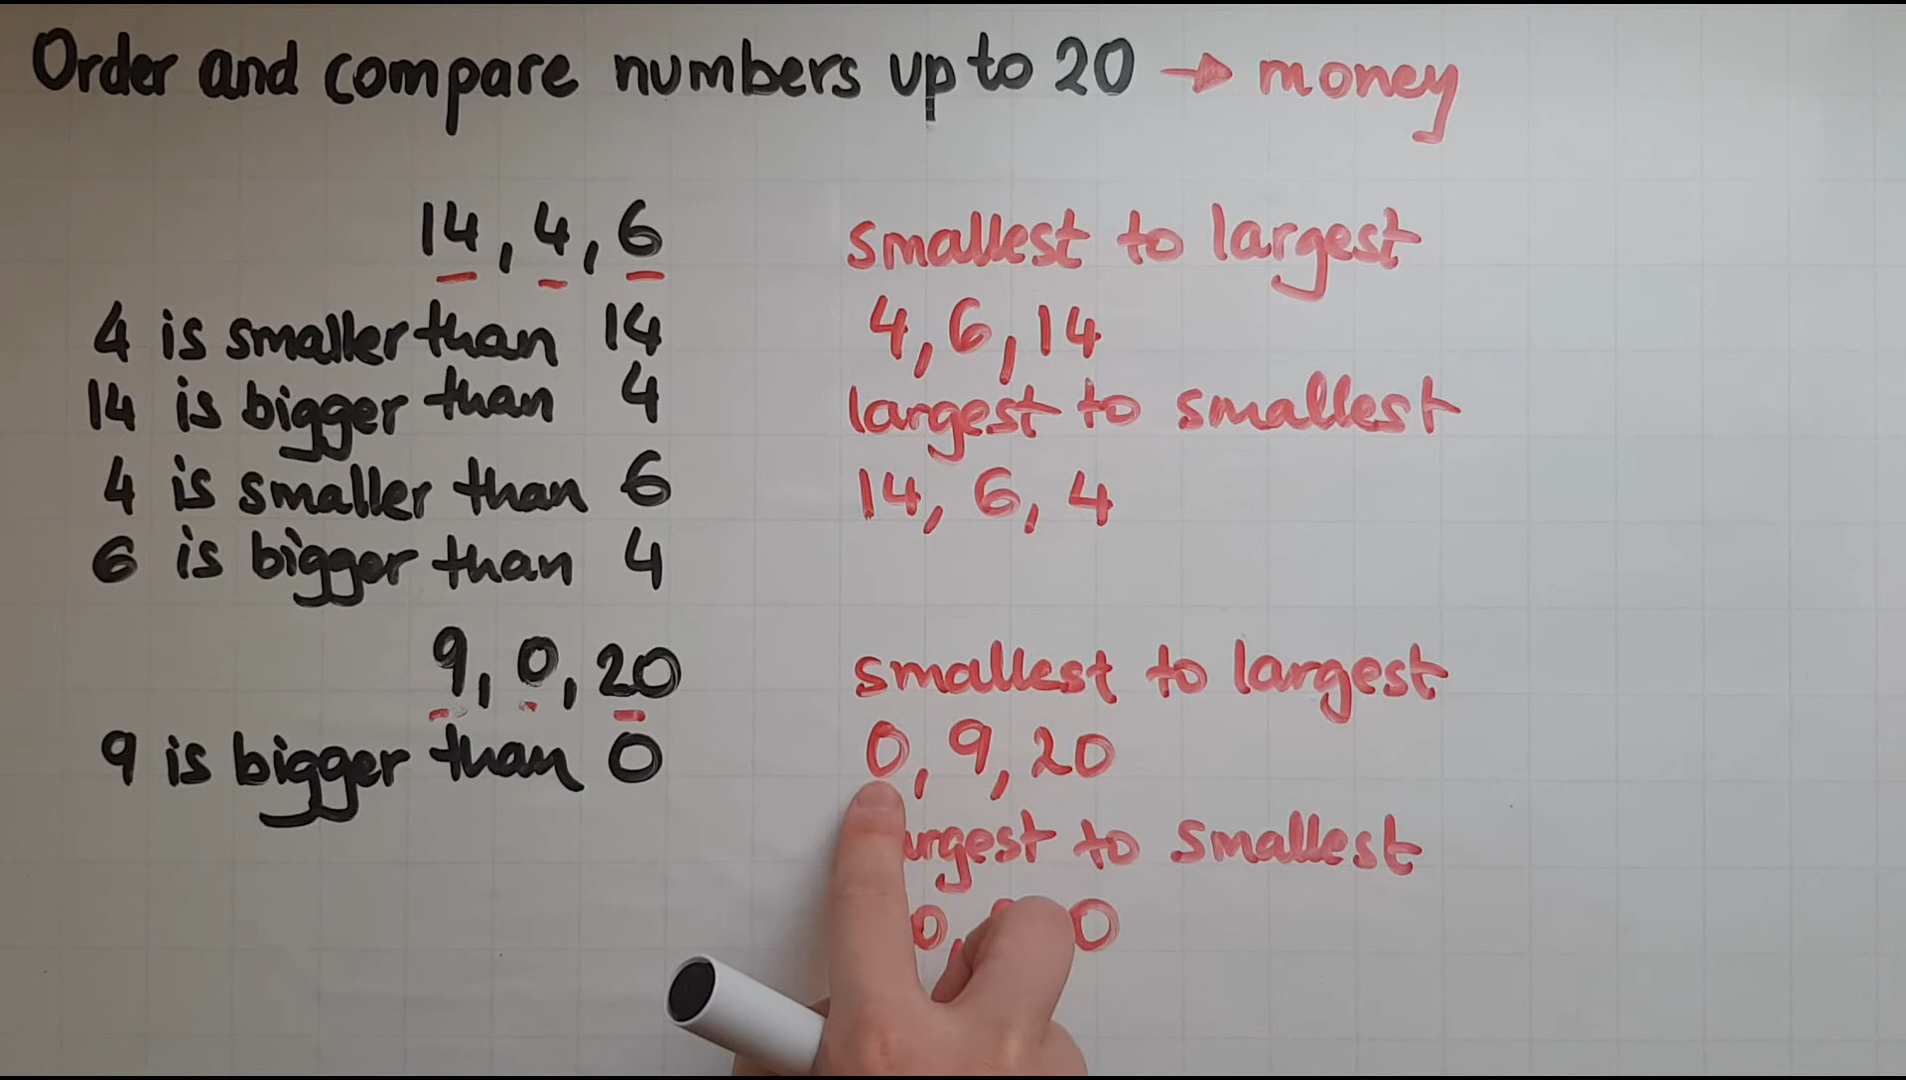 Order and compare numbers up to 20 → money
14, 4, 6
4 is smaller than 14
14 is bigger than 4
4 is smaller than 6
6 is bigger than 4
smallest to largest
4, 6, 14
largest to smallest
14, 6, 4
9, 0, 20
9 is bigger than 0
smallest to largest
0, 9, 20
to smallest